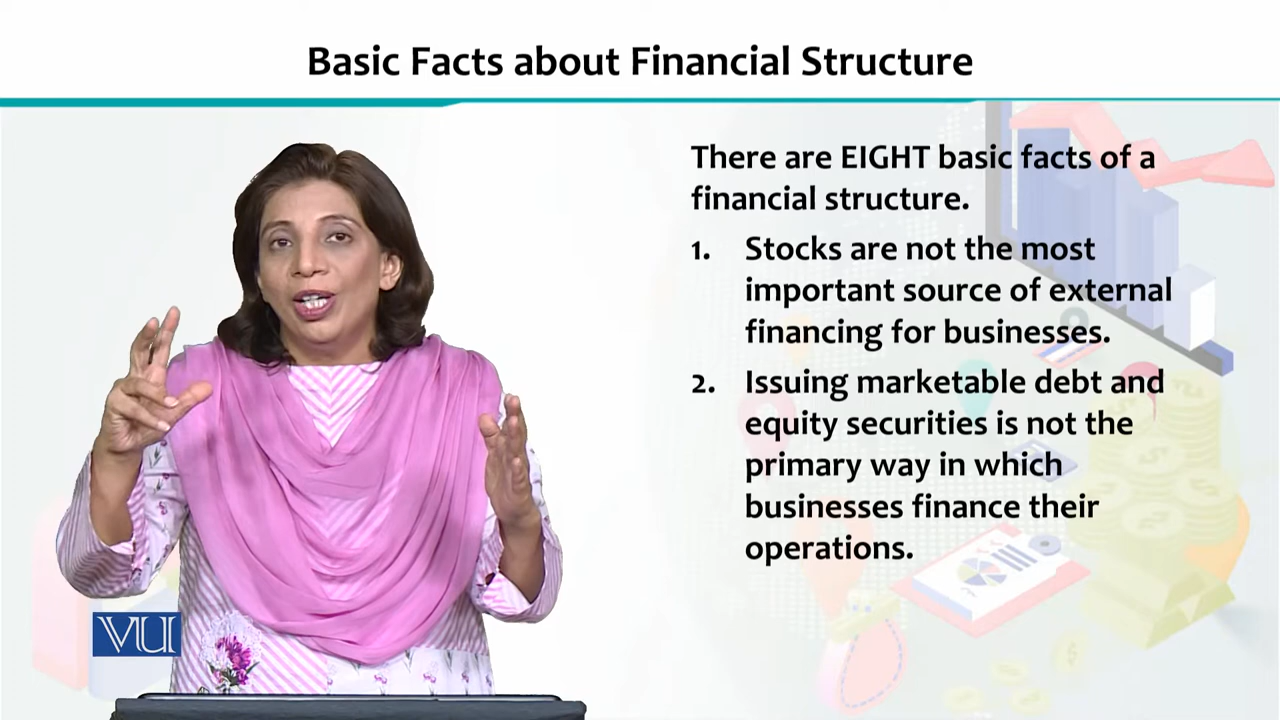 Basic Facts about Financial Structure
There are EIGHT basic facts of a
financial structure.
1. Stocks are not the most
important source of external
financing for businesses.
2. Issuing marketable debt and
equity securities is not the
primary way in which
businesses finance their
operations.
VU